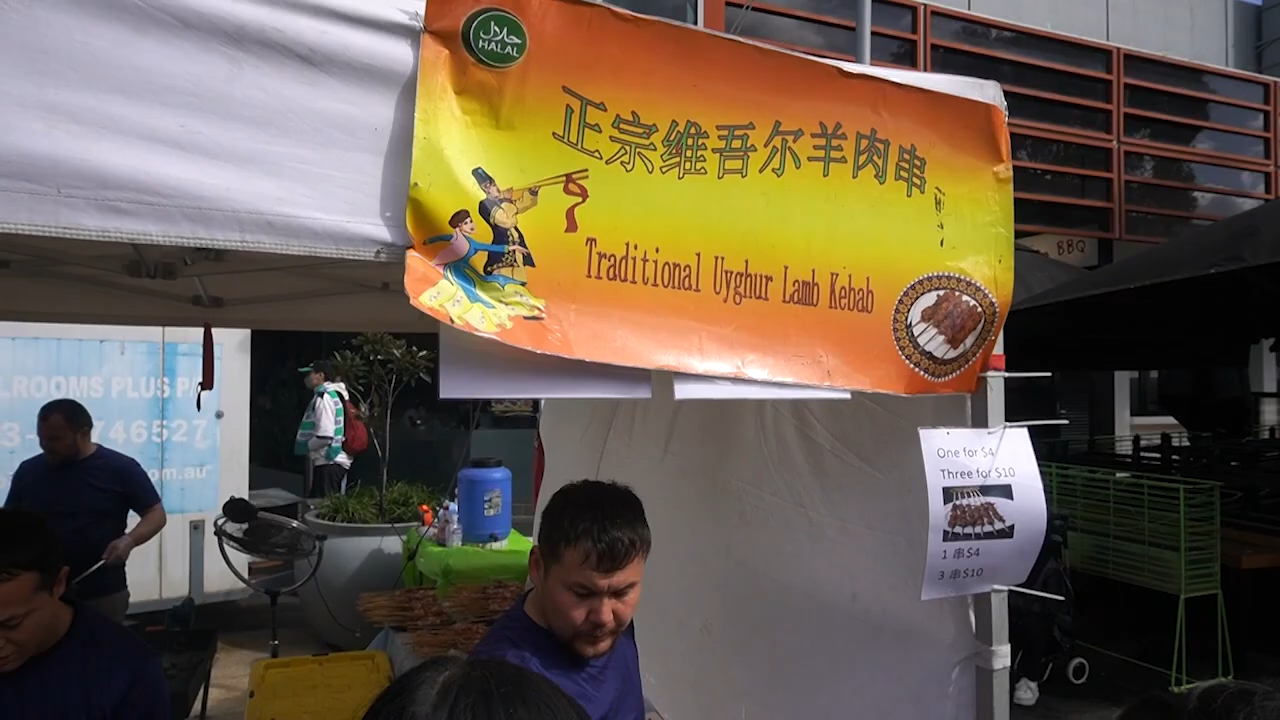 حلال
HALAL
正宗维吾尔羊肉串
Traditional Uyghur Lamb Kebab
BBQ
LROOMS PLUS
746527
.com.au
One for $4
Three for $10
1 串$4
3 串$10